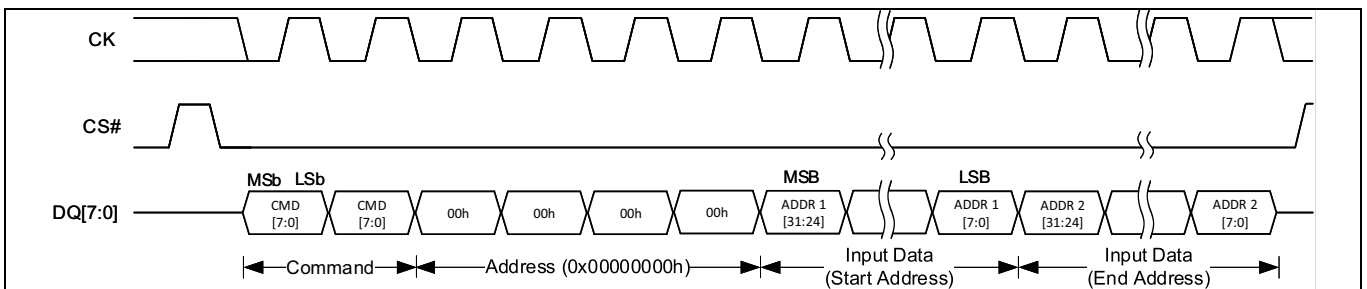 CK
CS#
MSb LSb MSB LSB
DQ[7:0]
CMD [7:0]
CMD [7:0]
00h
00h
00h
00h
ADDR 1 [31:24]
ADDR 1 [7:0]
ADDR 2 [31:24]
ADDR 2 [7:0]
Command
Address (0x00000000h)
Input Data
(Start Address)
Input Data
(End Address)